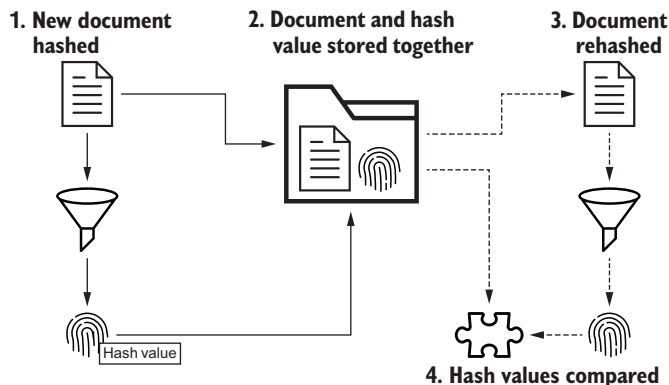 1. New document
hashed
2. Document and hash
value stored together
3. Document
rehashed
Hash value
4. Hash values compared